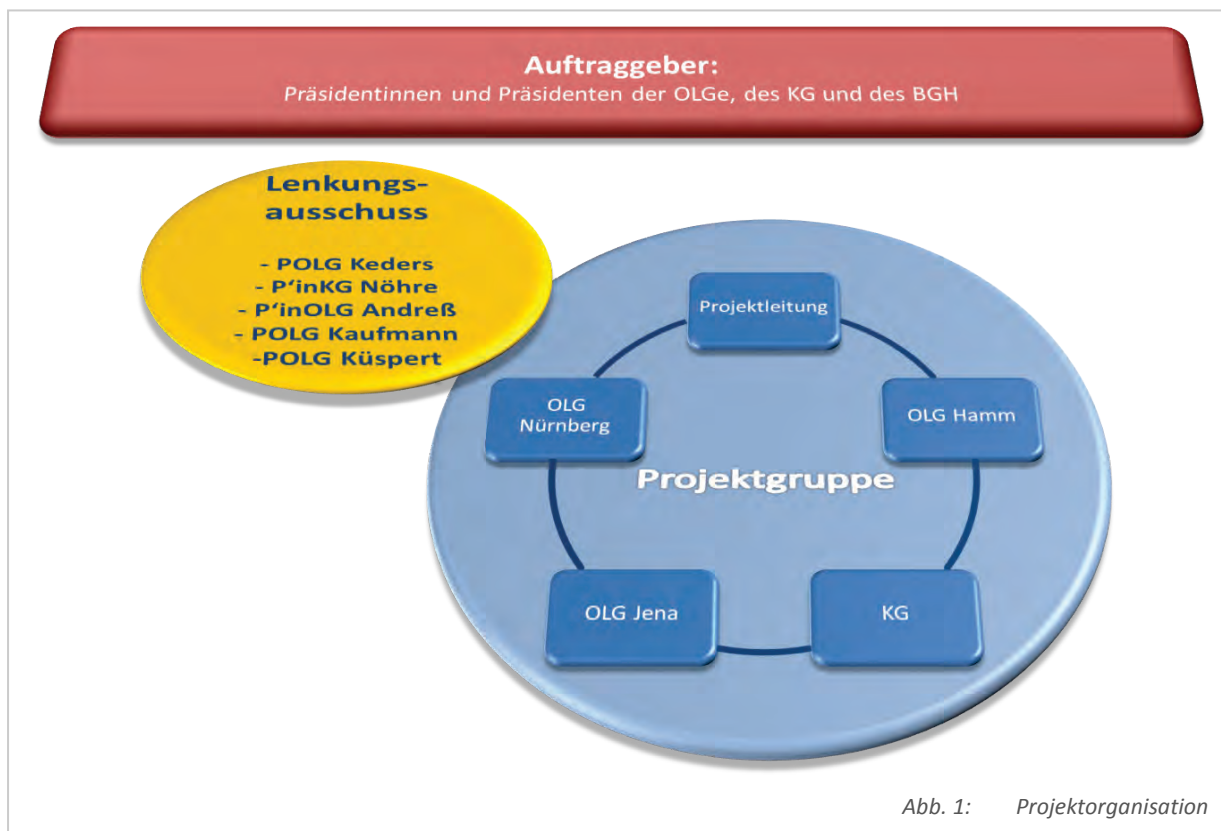 Auftraggeber:
Präsidentinnen und Präsidenten der OLGe, des KG und des BGH
Lenkungs-
ausschuss
- POLG Keders
- P‘inKG Nöhre
- P‘inOLG Andreß
- POLG Kaufmann
-POLG Küspert
Projektleitung
OLG
Nürnberg
OLG Hamm
Projektgruppe
OLG Jena
KG
Abb. 1: Projektorganisation